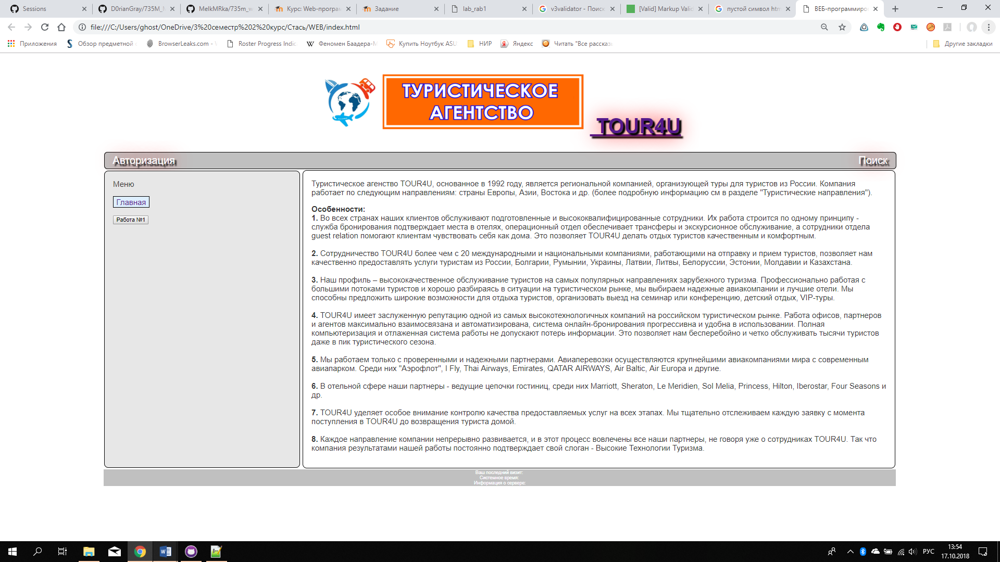 Sessions
D0rianGray/735M_
MelkMRka/735m_w
Курс: Web-програм
Задание
lab_rab1
v3validator - Поиск
[Valid] Markup Valid
пустой символ htm
ВЕБ-программиро
file:///C:/Users/ghost/OneDrive/3%20семестр%202%20курс/Стась/WEB/index.html
Приложения
Обзор предметной
BrowserLeaks.com -
Roster Progress Indic
Феномен Баадера-М
Купить Ноутбук ASU
НИР
Яндекс
Читать "Все расска
Другие закладки
ТУРИСТИЧЕСКОЕ
АГЕНТСТВО
TOUR4U
Авторизация
Поиск
Меню
Главная
Работа №1
Туристическое агенство TOUR4U, основанное в 1992 году, является региональной компанией, организующей туры для туристов из России. Компания
работает по следующим направлениям: страны Европы, Азии, Востока и др. (более подробную информацию см в разделе "Туристические направления").
Особенности:
1. Во всех странах наших клиентов обслуживают подготовленные и высококвалифицированные сотрудники. Их работа строится по одному принципу -
служба бронирования подтверждает места в отелях, операционный отдел обеспечивает трансферы и экскурсионное обслуживание, а сотрудники отдела
guest relation помогают клиентам чувствовать себя как дома. Это позволяет TOUR4U делать отдых туристов качественным и комфортным.
2. Сотрудничество TOUR4U более чем с 20 международными и национальными компаниями, работающими на отправку и прием туристов, позволяет нам
качественно предоставлять услуги туристам из России, Болгарии, Румынии, Украины, Латвии, Литвы, Белоруссии, Эстонии, Молдавии и Казахстана.
3. Наш профиль – высококачественное обслуживание туристов на самых популярных направлениях зарубежного туризма. Профессионально работая с
большими потоками туристов и хорошо разбираясь в ситуации на туристическом рынке, мы выбираем надежные авиакомпании и лучшие отели. Мы
способны предложить широкие возможности для отдыха туристов, организовать выезд на семинар или конференцию, детский отдых, VIP-туры.
4. TOUR4U имеет заслуженную репутацию одной из самых высокотехнологичных компаний на российском туристическом рынке. Работа офисов, партнеров
и агентов максимально взаимосвязана и автоматизирована, система онлайн-бронирования прогрессивна и удобна в использовании. Полная
компьютеризация и отлаженная система работы не допускают потерь информации. Это позволяет нам бесперебойно и четко обслуживать тысячи туристов
даже в пик туристического сезона.
5. Мы работаем только с проверенными и надежными партнерами. Авиаперевозки осуществляются крупнейшими авиакомпаниями мира с современным
авиапарком. Среди них "Аэрофлот", I Fly, Thai Airways, Emirates, QATAR AIRWAYS, Air Baltic, Air Europa и другие.
6. В отельной сфере наши партнеры - ведущие цепочки гостиниц, среди них Marriott, Sheraton, Le Meridien, Sol Melia, Princess, Hilton, Iberostar, Four Seasons и
др.
7. TOUR4U уделяет особое внимание контролю качества предоставляемых услуг на всех этапах. Мы тщательно отслеживаем каждую заявку с момента
поступления в TOUR4U до возвращения туриста домой.
8. Каждое направление компании непрерывно развивается, и в этот процесс вовлечены все наши партнеры, не говоря уже о сотрудниках TOUR4U. Так что
компания результатами нашей работы постоянно подтверждает свой слоган - Высокие Технологии Туризма.
Ваш последний визит:
Системное время:
Информация о сервере:
РУС
13:54
17.10.2018